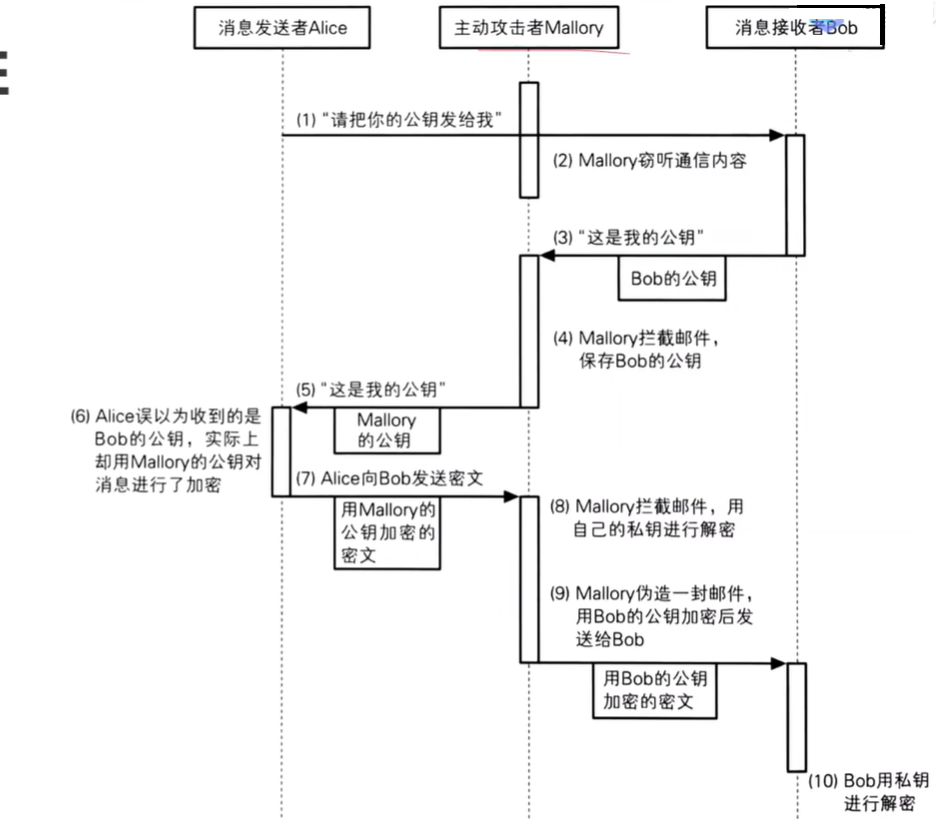 消息发送者Alice
主动攻击者Mallory
消息接收者Bob
(1) “请把你的公钥发给我”
(2) Mallory窃听通信内容
(3) “这是我的公钥”
Bob的公钥
(4) Mallory拦截邮件，
保存Bob的公钥
(5) “这是我的公钥”
Mallory
的公钥
(6) Alice误以为收到的是
Bob的公钥，实际上
却用Mallory的公钥对
消息进行了加密
(7) Alice向Bob发送密文
用Mallory的
公钥加密的
密文
(8) Mallory拦截邮件，用
自己的私钥进行解密
(9) Mallory伪造一封邮件，
用Bob的公钥加密后发
送给Bob
用Bob的公钥
加密的密文
(10) Bob用私钥
进行解密